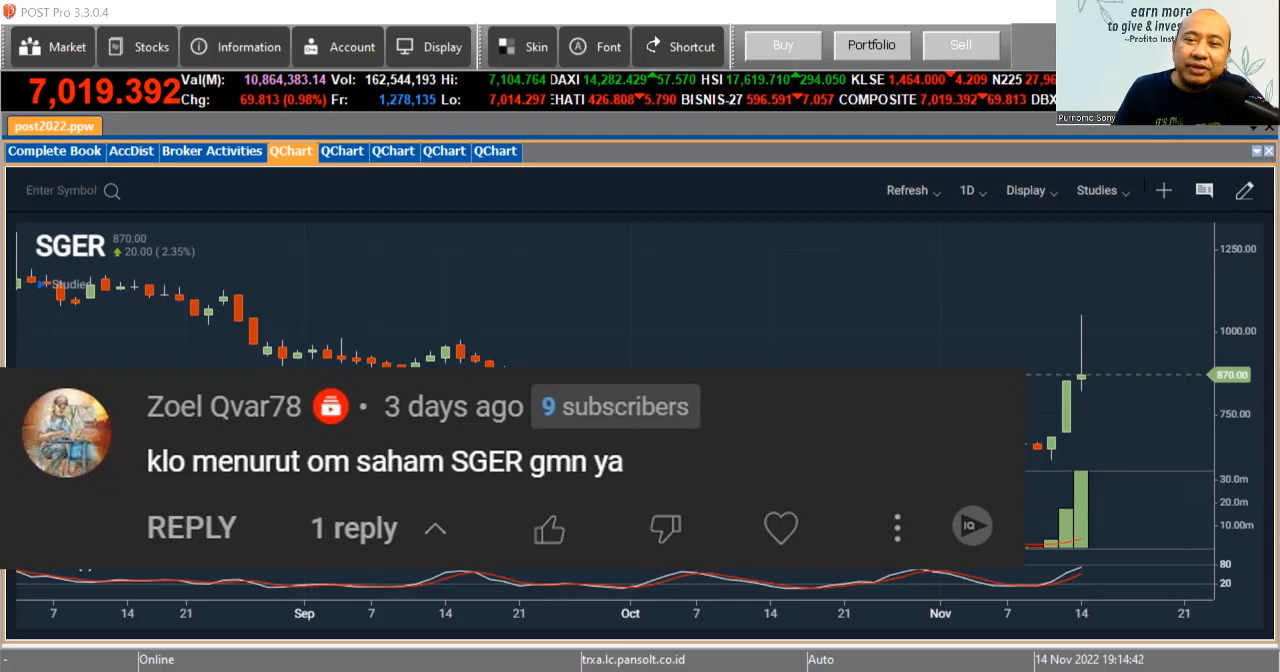 POST Pro 3.3.0.4
earn more
to give & inves
~Profita Inst
Market Stocks Information Account Display Skin Font Shortcut Buy Portfolio Sell
7,019.392 Val(M): 10,864,383.14 Vol: 162,544,193 Hi: 7,104.764 DAXI 14,282.429 57.570 HSI 17,619.710 294.050 KLSE 1,464.000 4.209 N225 27,96
Chg: 69.813 (0.98%) Fr: 1,278,135 Lo: 7,014.297 EHATI 426.808 5.790 BISNIS-27 596.591 7.057 COMPOSITE 7,019.392 69.813 DBX
Purnomo Sony
post2022.ppw
Complete Book AccDist Broker Activities QChart QChart QChart QChart QChart
Enter Symbol Refresh 1D Display Studies
SGER 870.00
20.00 (2.35%)
Studies
1250.00
1000.00
870.00
750.00
Zoel Qvar78 • 3 days ago 9 subscribers
klo menurut om saham SGER gmn ya
REPLY 1 reply IQ
30.0m
20.0m
10.00m
80
20
7 14 21 Sep 7 14 21 Oct 7 14 21 Nov 7 14 21
- Online trxa.lc.pansolt.co.id Auto 14 Nov 2022 19:14:42